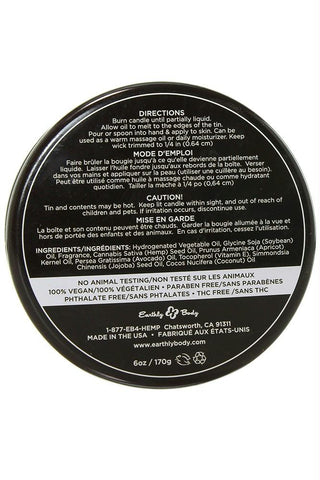 DIRECTIONS
Burn candle until partially liquid.
Allow oil to melt to the edges of the tin.
Pour or spoon into hand & apply to skin. Can be
used as a warm massage oil or daily moisturizer. Keep
wick trimmed to 1/4 in (0.64 cm)
MODE D'EMPLOI
Faire brûler la bougie jusqu'à ce qu'elle devienne partiellement
liquide. Laisser l'huile fondre jusqu'aux rebords de la boîte. Verser
dans vos mains et appliquer sur la peau (utiliser une cuillère au besoin).
Peut être utilisé comme huile à massage chaude ou comme hydratant
quotidien. Tailler la mèche à 1/4 po (0,64 cm)
CAUTION!
Tin and contents may be hot. Keep lit candle within sight, and out of reach of
children and pets. If irritation occurs, discontinue use.
MISE EN GARDE
La boîte et son contenu peuvent être chauds. Garder la bougie allumée à la vue et
hors de portée des enfants et des animaux. En cas d'irritation, cessez l'utilisation
INGREDIENTS/INGRÉDIENTS: Hydrogenated Vegetable Oil, Glycine Soja (Soybean)
Oil, Fragrance, Cannabis Sativa (Hemp) Seed Oil, Prunus Armeniaca (Apricot)
Kernel Oil, Persea Gratissima (Avocado) Oil, Tocopherol (Vitamin E), Simmondsia
Chinensis (Jojoba) Seed Oil, Cocos Nucifera (Coconut) Oil
NO ANIMAL TESTING/NON TESTÉ SUR LES ANIMAUX
100% VEGAN/100% VÉGÉTALIEN • PARABEN FREE/SANS PARABÈNES
PHTHALATE FREE/SANS PHTALATES • THC FREE/SANS THC
Earthly Body
1-877-EB4-HEMP Chatsworth, CA 91311
MADE IN THE USA • FABRIQUÉ AUX ÉTATS-UNIS
www.earthlybody.com
6oz / 170g